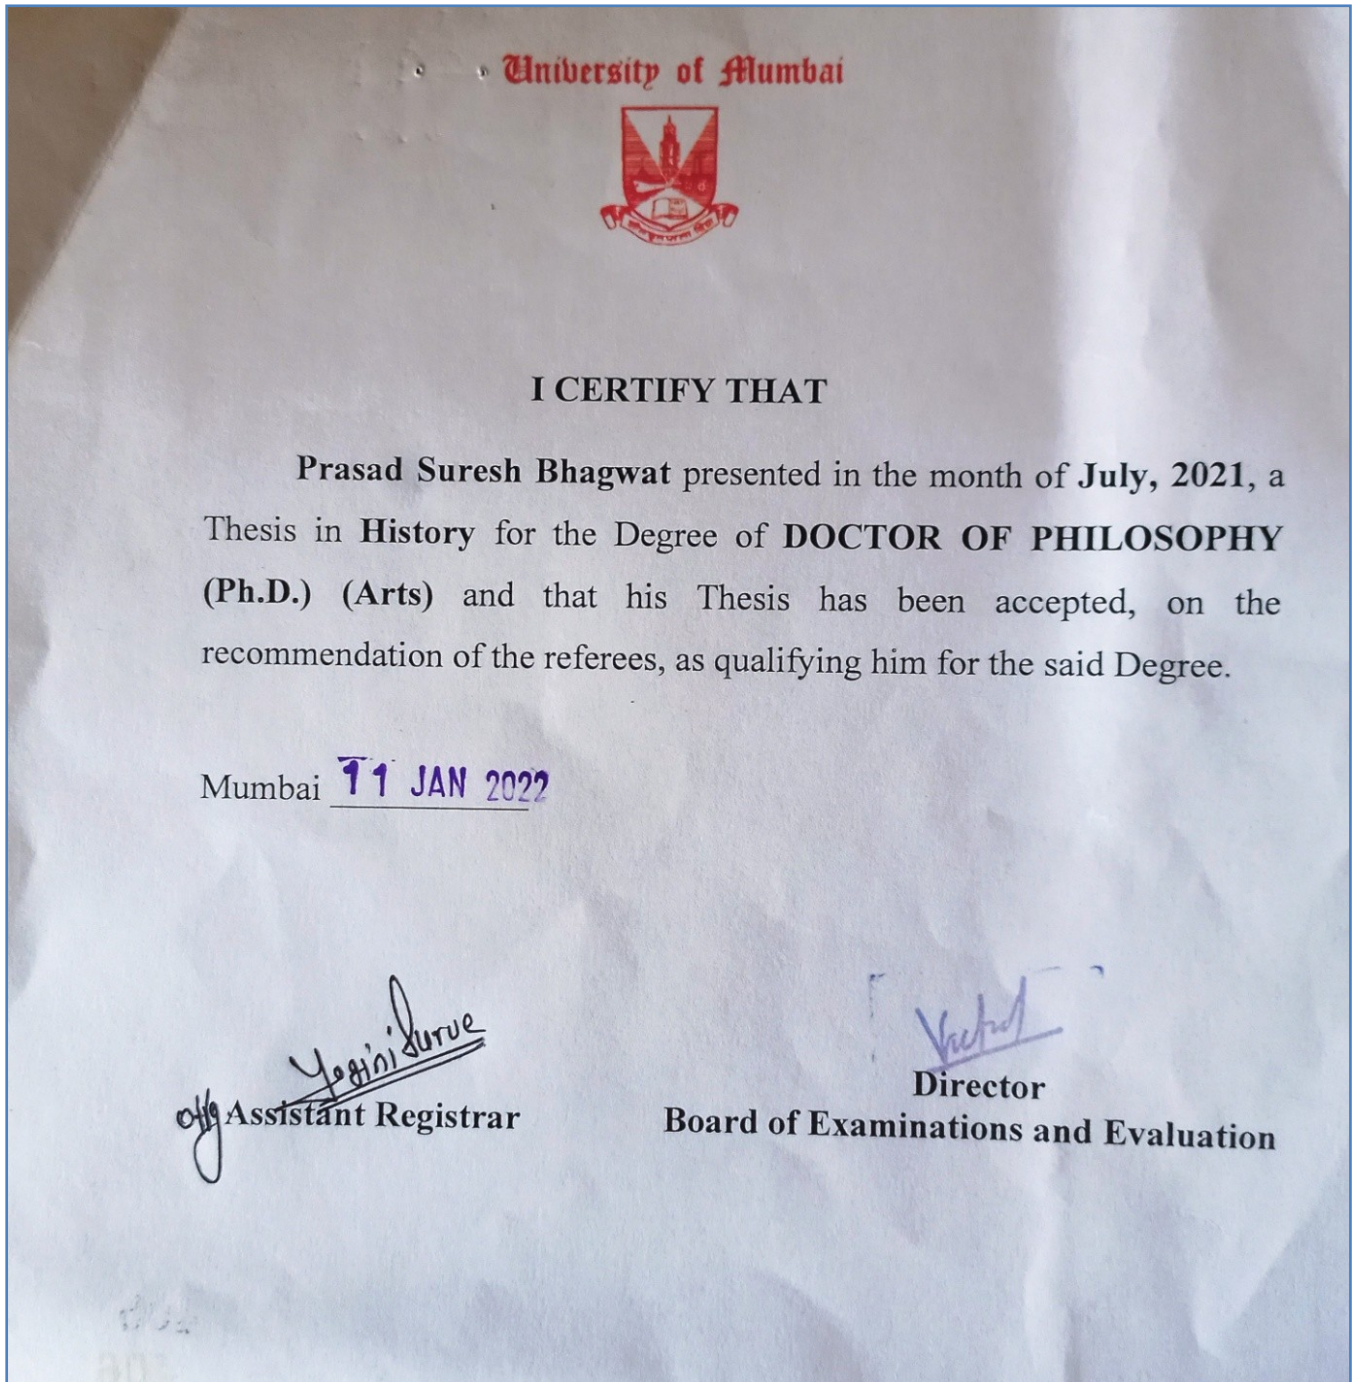 University of Mumbai
I CERTIFY THAT
Prasad Suresh Bhagwat presented in the month of July, 2021, a
Thesis in History for the Degree of DOCTOR OF PHILOSOPHY
(Ph.D.) (Arts) and that his Thesis has been accepted, on the
recommendation of the referees, as qualifying him for the said Degree.
Mumbai 11 JAN 2022
Yogini Surve
Assistant Registrar
Director
Board of Examinations and Evaluation